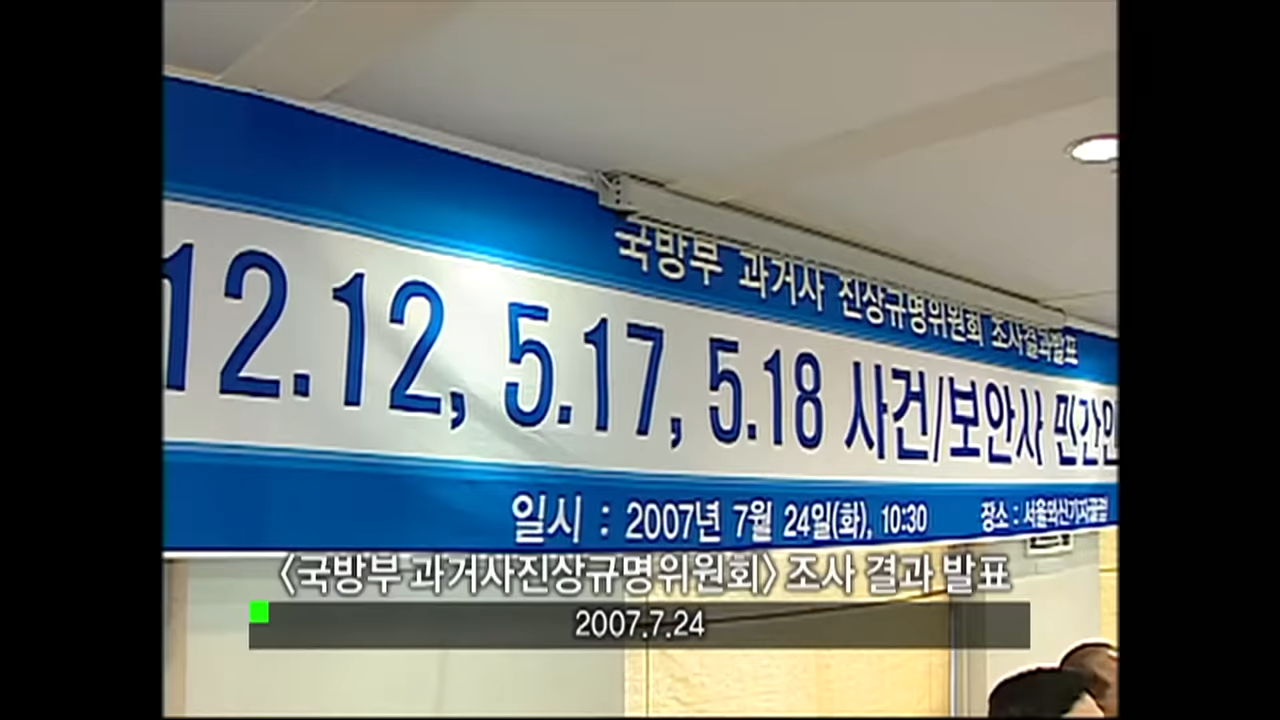 국방부 과거사 진상규명위원회 조사결과발표
12.12, 5.17, 5.18 사건/보안사 민간인
일시 : 2007년 7월 24일(화), 10:30
장소 : 서울외신기자클럽
<국방부 과거사진상규명위원회> 조사 결과 발표
2007.7.24